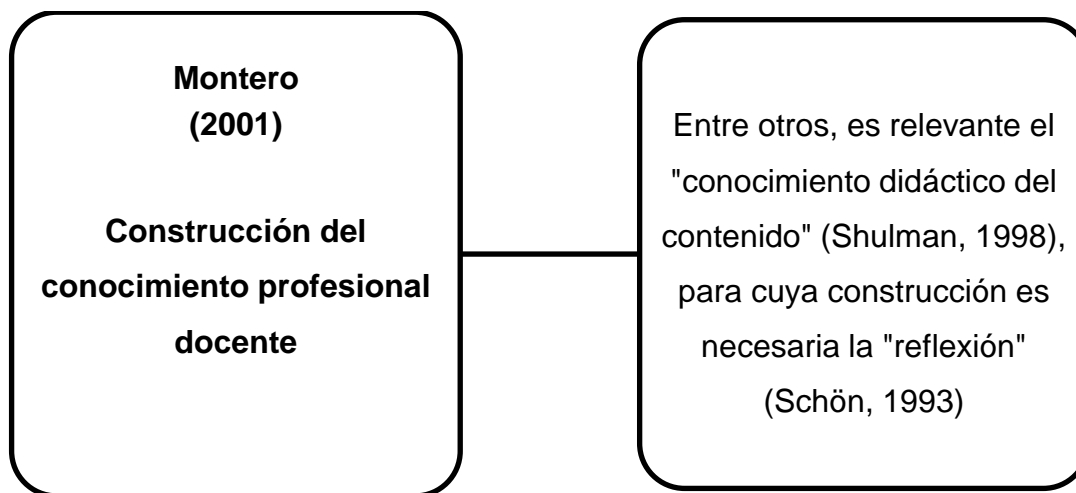 Montero
(2001)
Construcción del
conocimiento profesional
docente
Entre otros, es relevante el
"conocimiento didáctico del
contenido" (Shulman, 1998),
para cuya construcción es
necesaria la "reflexión"
(Schön, 1993)